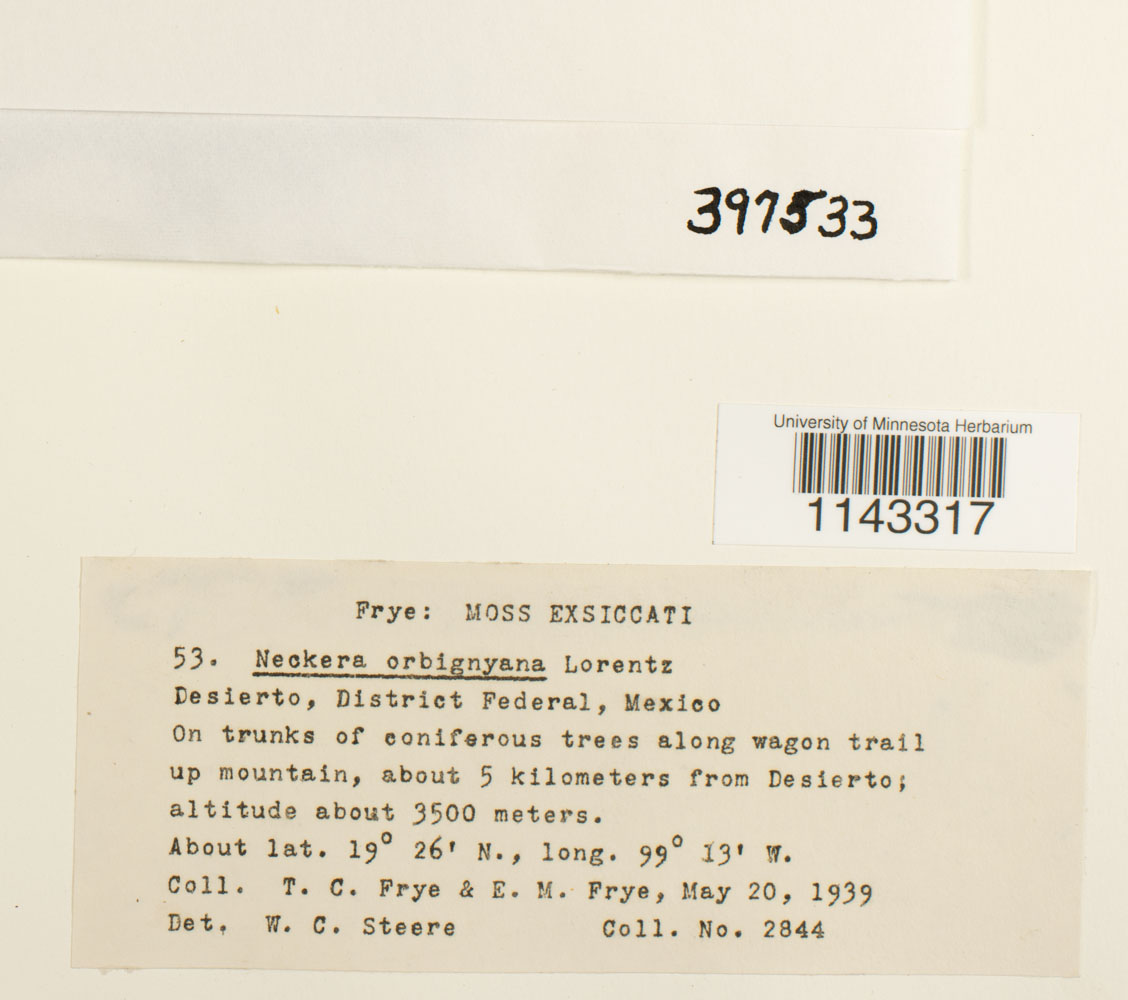 397533
University of Minnesota Herbarium
1143317
Frye: MOSS EXSICCATI
53. Neckera orbignyana Lorentz
Desierto, District Federal, Mexico
On trunks of coniferous trees along wagon trail
up mountain, about 5 kilometers from Desierto;
altitude about 3500 meters.
About lat. 19° 26' N., long. 99° 13' W.
Coll. T. C. Frye & E. M. Frye, May 20, 1939
Det. W. C. Steere Coll. No. 2844